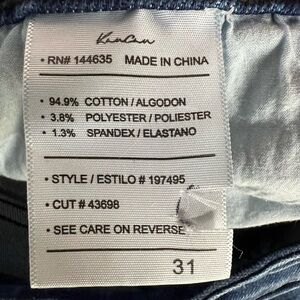 KanCan
• RN# 144635 MADE IN CHINA
• 94.9% COTTON / ALGODON
• 3.8% POLYESTER / POLIESTER
• 1.3% SPANDEX / ELASTANO
• STYLE / ESTILO # 197495
• CUT # 43698
• SEE CARE ON REVERSE
31